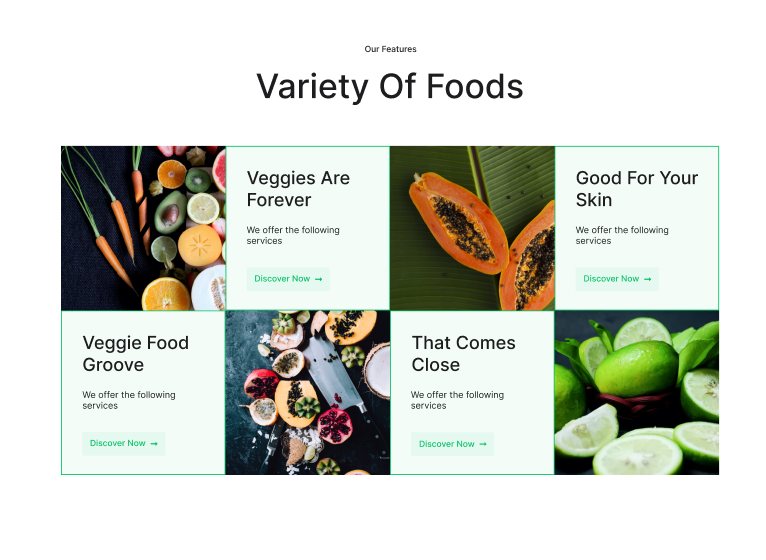 Our Features
Variety Of Foods
Veggies Are
Forever
We offer the following
services
Discover Now →
Good For Your
Skin
We offer the following
services
Discover Now →
Veggie Food
Groove
We offer the following
services
Discover Now →
That Comes
Close
We offer the following
services
Discover Now →